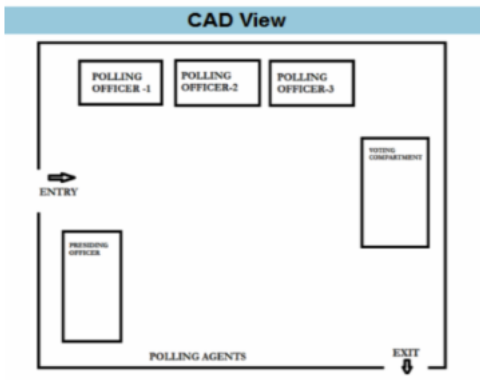 CAD View
POLLING
OFFICER -1
POLLING
OFFICER-2
POLLING
OFFICER-3
VOTING
COMPARTMENT
ENTRY
PRESIDING
OFFICER
POLLING AGENTS
EXIT